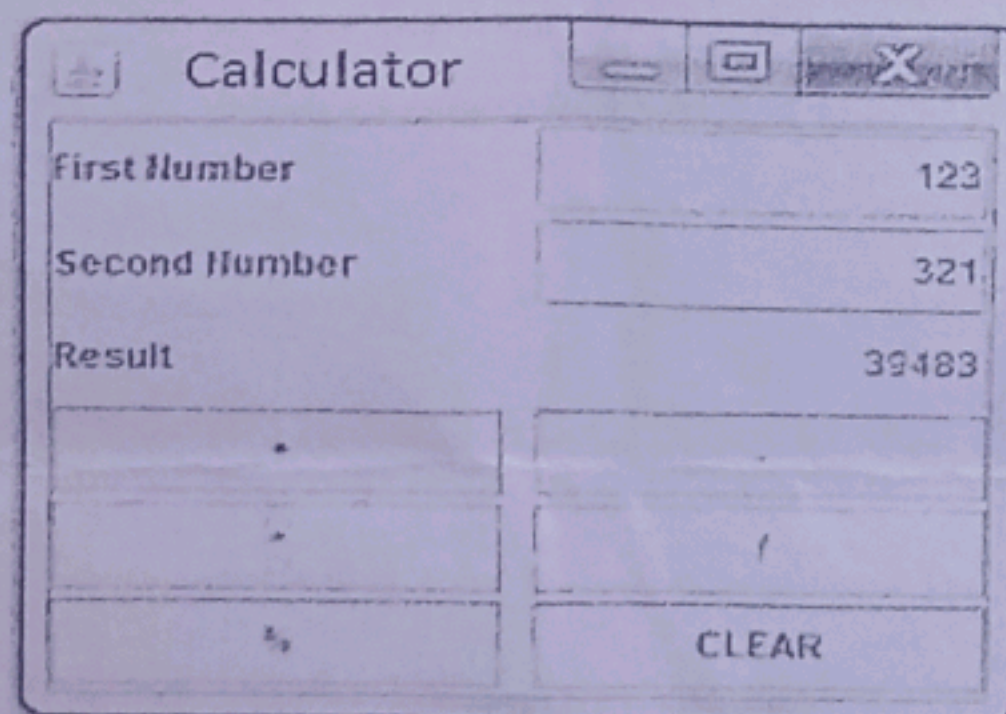 Calculator
First Number 123
Second Number 321
Result 39483
-
* /
%
CLEAR